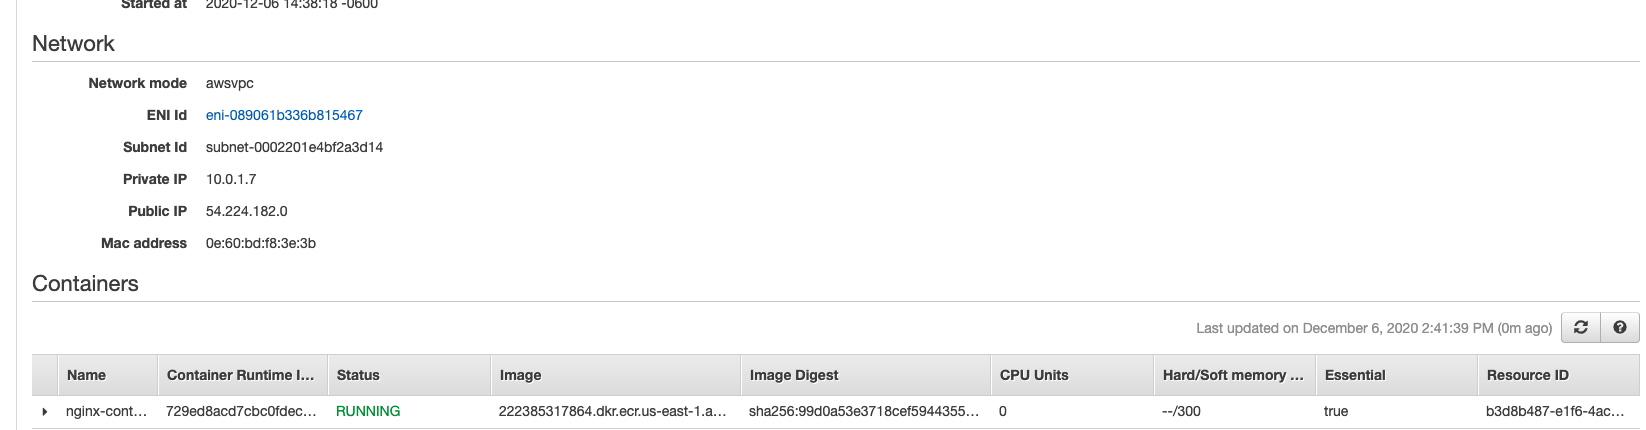 Started at 2020-12-06 14:38:18 -0600
Network
Network mode awsvpc
ENI Id eni-089061b336b815467
Subnet Id subnet-0002201e4bf2a3d14
Private IP 10.0.1.7
Public IP 54.224.182.0
Mac address 0e:60:bd:f8:3e:3b
Containers
Last updated on December 6, 2020 2:41:39 PM (0m ago)
Name Container Runtime I... Status Image Image Digest CPU Units Hard/Soft memory ... Essential Resource ID
nginx-cont... 729ed8acd7cbc0fdec... RUNNING 222385317864.dkr.ecr.us-east-1.a... sha256:99d0a53e3718cef5944355... 0 --/300 true b3d8b487-e1f6-4ac...